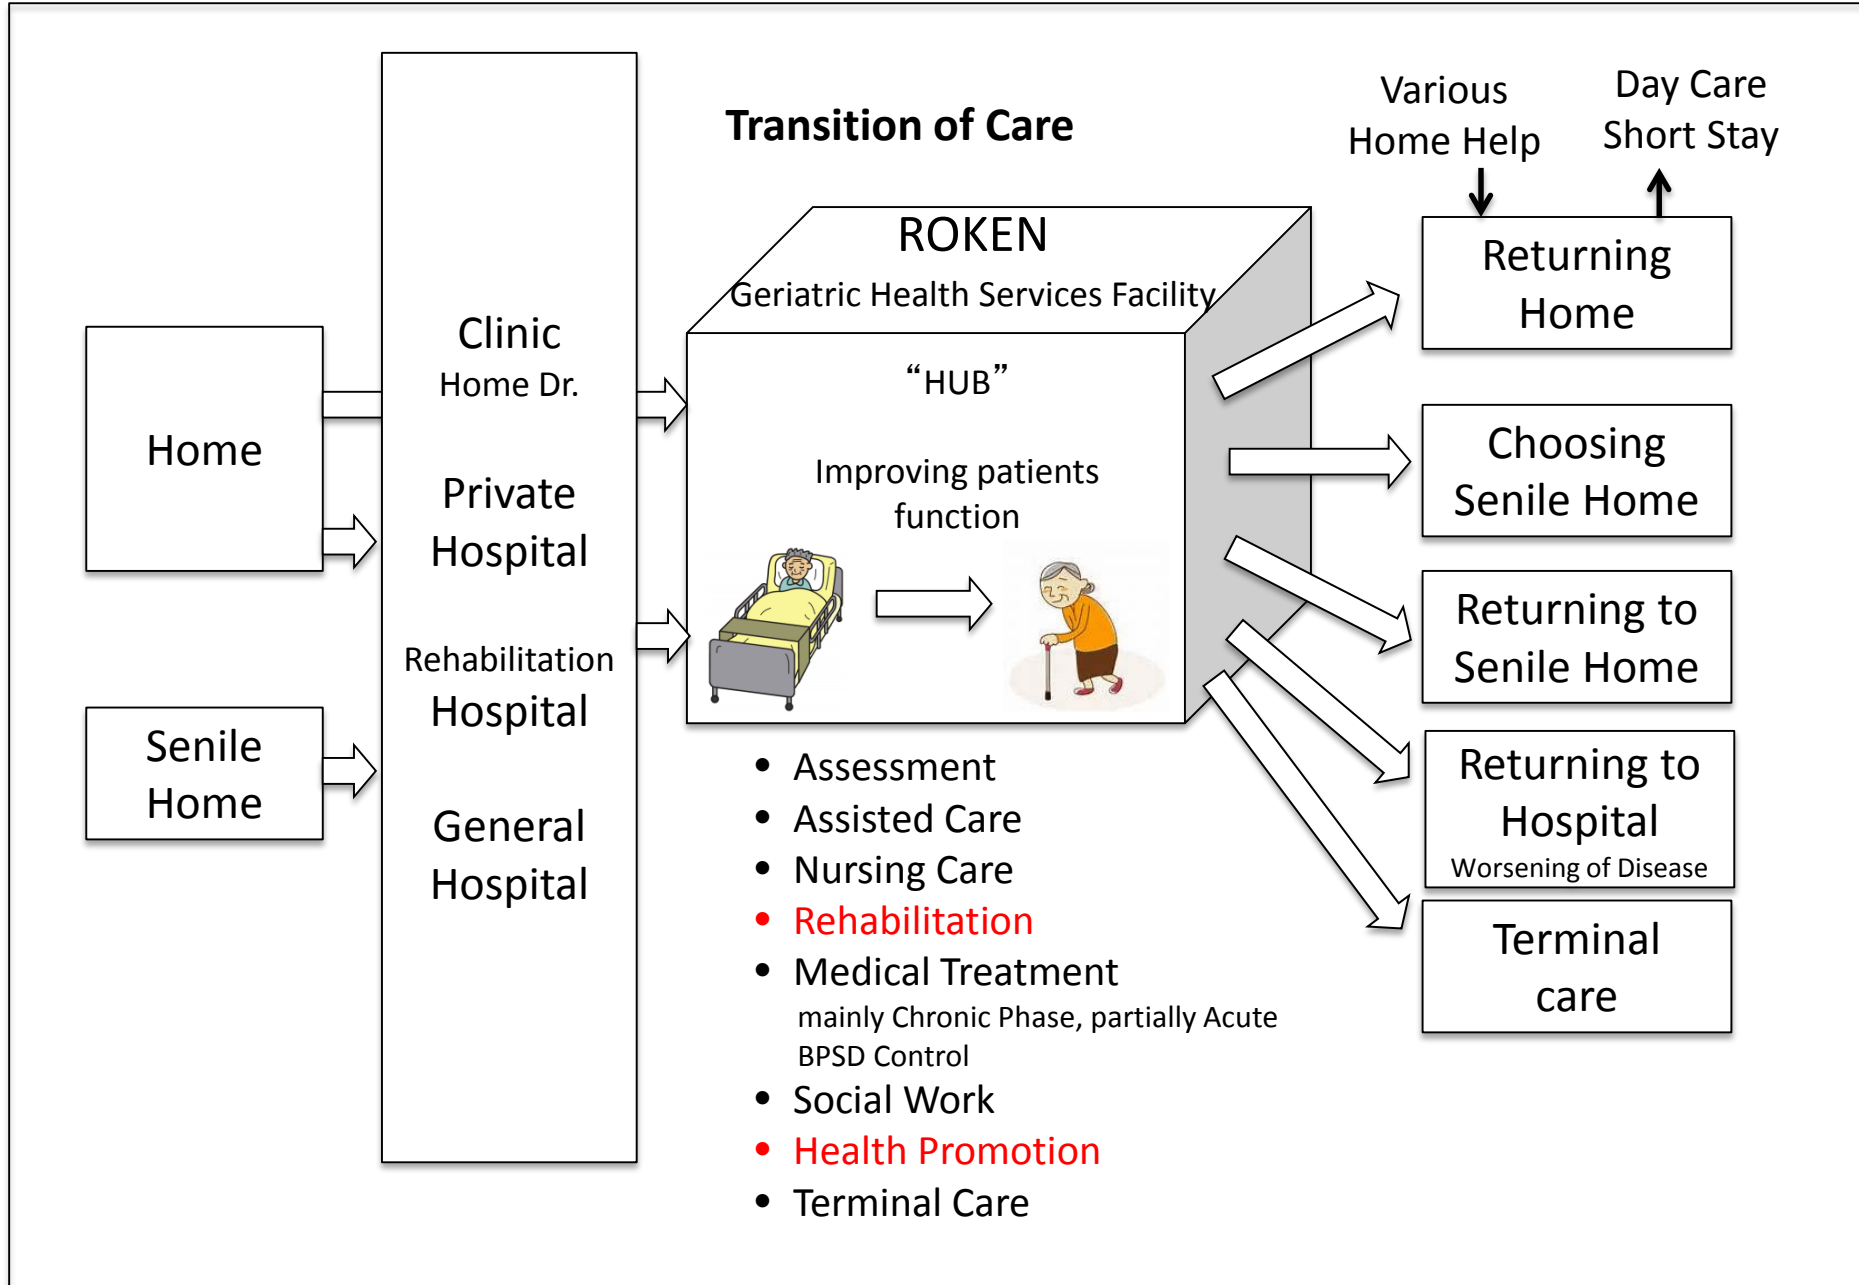 Transition of Care
Home
Senile
Home
Clinic
Home Dr.
Private
Hospital
Rehabilitation
Hospital
General
Hospital
ROKEN
Geriatric Health Services Facility
“HUB”
Improving patients
function
• Assessment
• Assisted Care
• Nursing Care
• Rehabilitation
• Medical Treatment
mainly Chronic Phase, partially Acute
BPSD Control
• Social Work
• Health Promotion
• Terminal Care
Various
Home Help
Day Care
Short Stay
Returning
Home
Choosing
Senile Home
Returning to
Senile Home
Returning to
Hospital
Worsening of Disease
Terminal
care